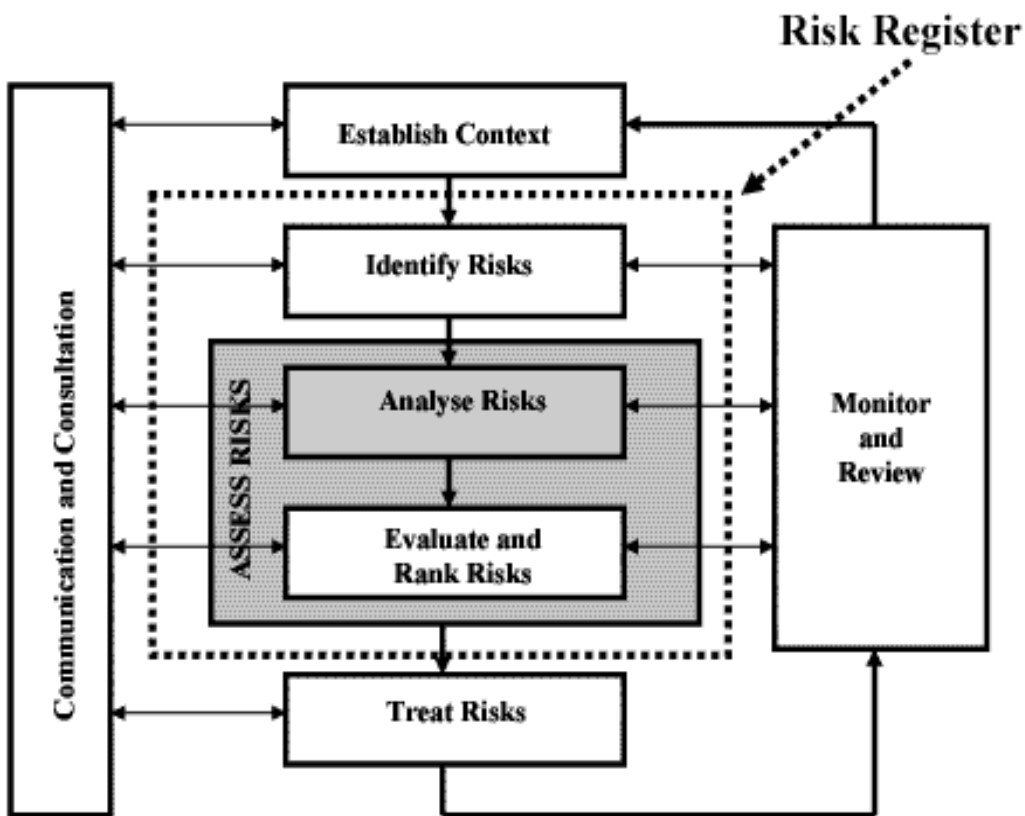 Risk Register
Establish Context
Identify Risks
Communication and Consultation
ASSESS RISKS
Analyse Risks
Evaluate and
Rank Risks
Monitor
and
Review
Treat Risks